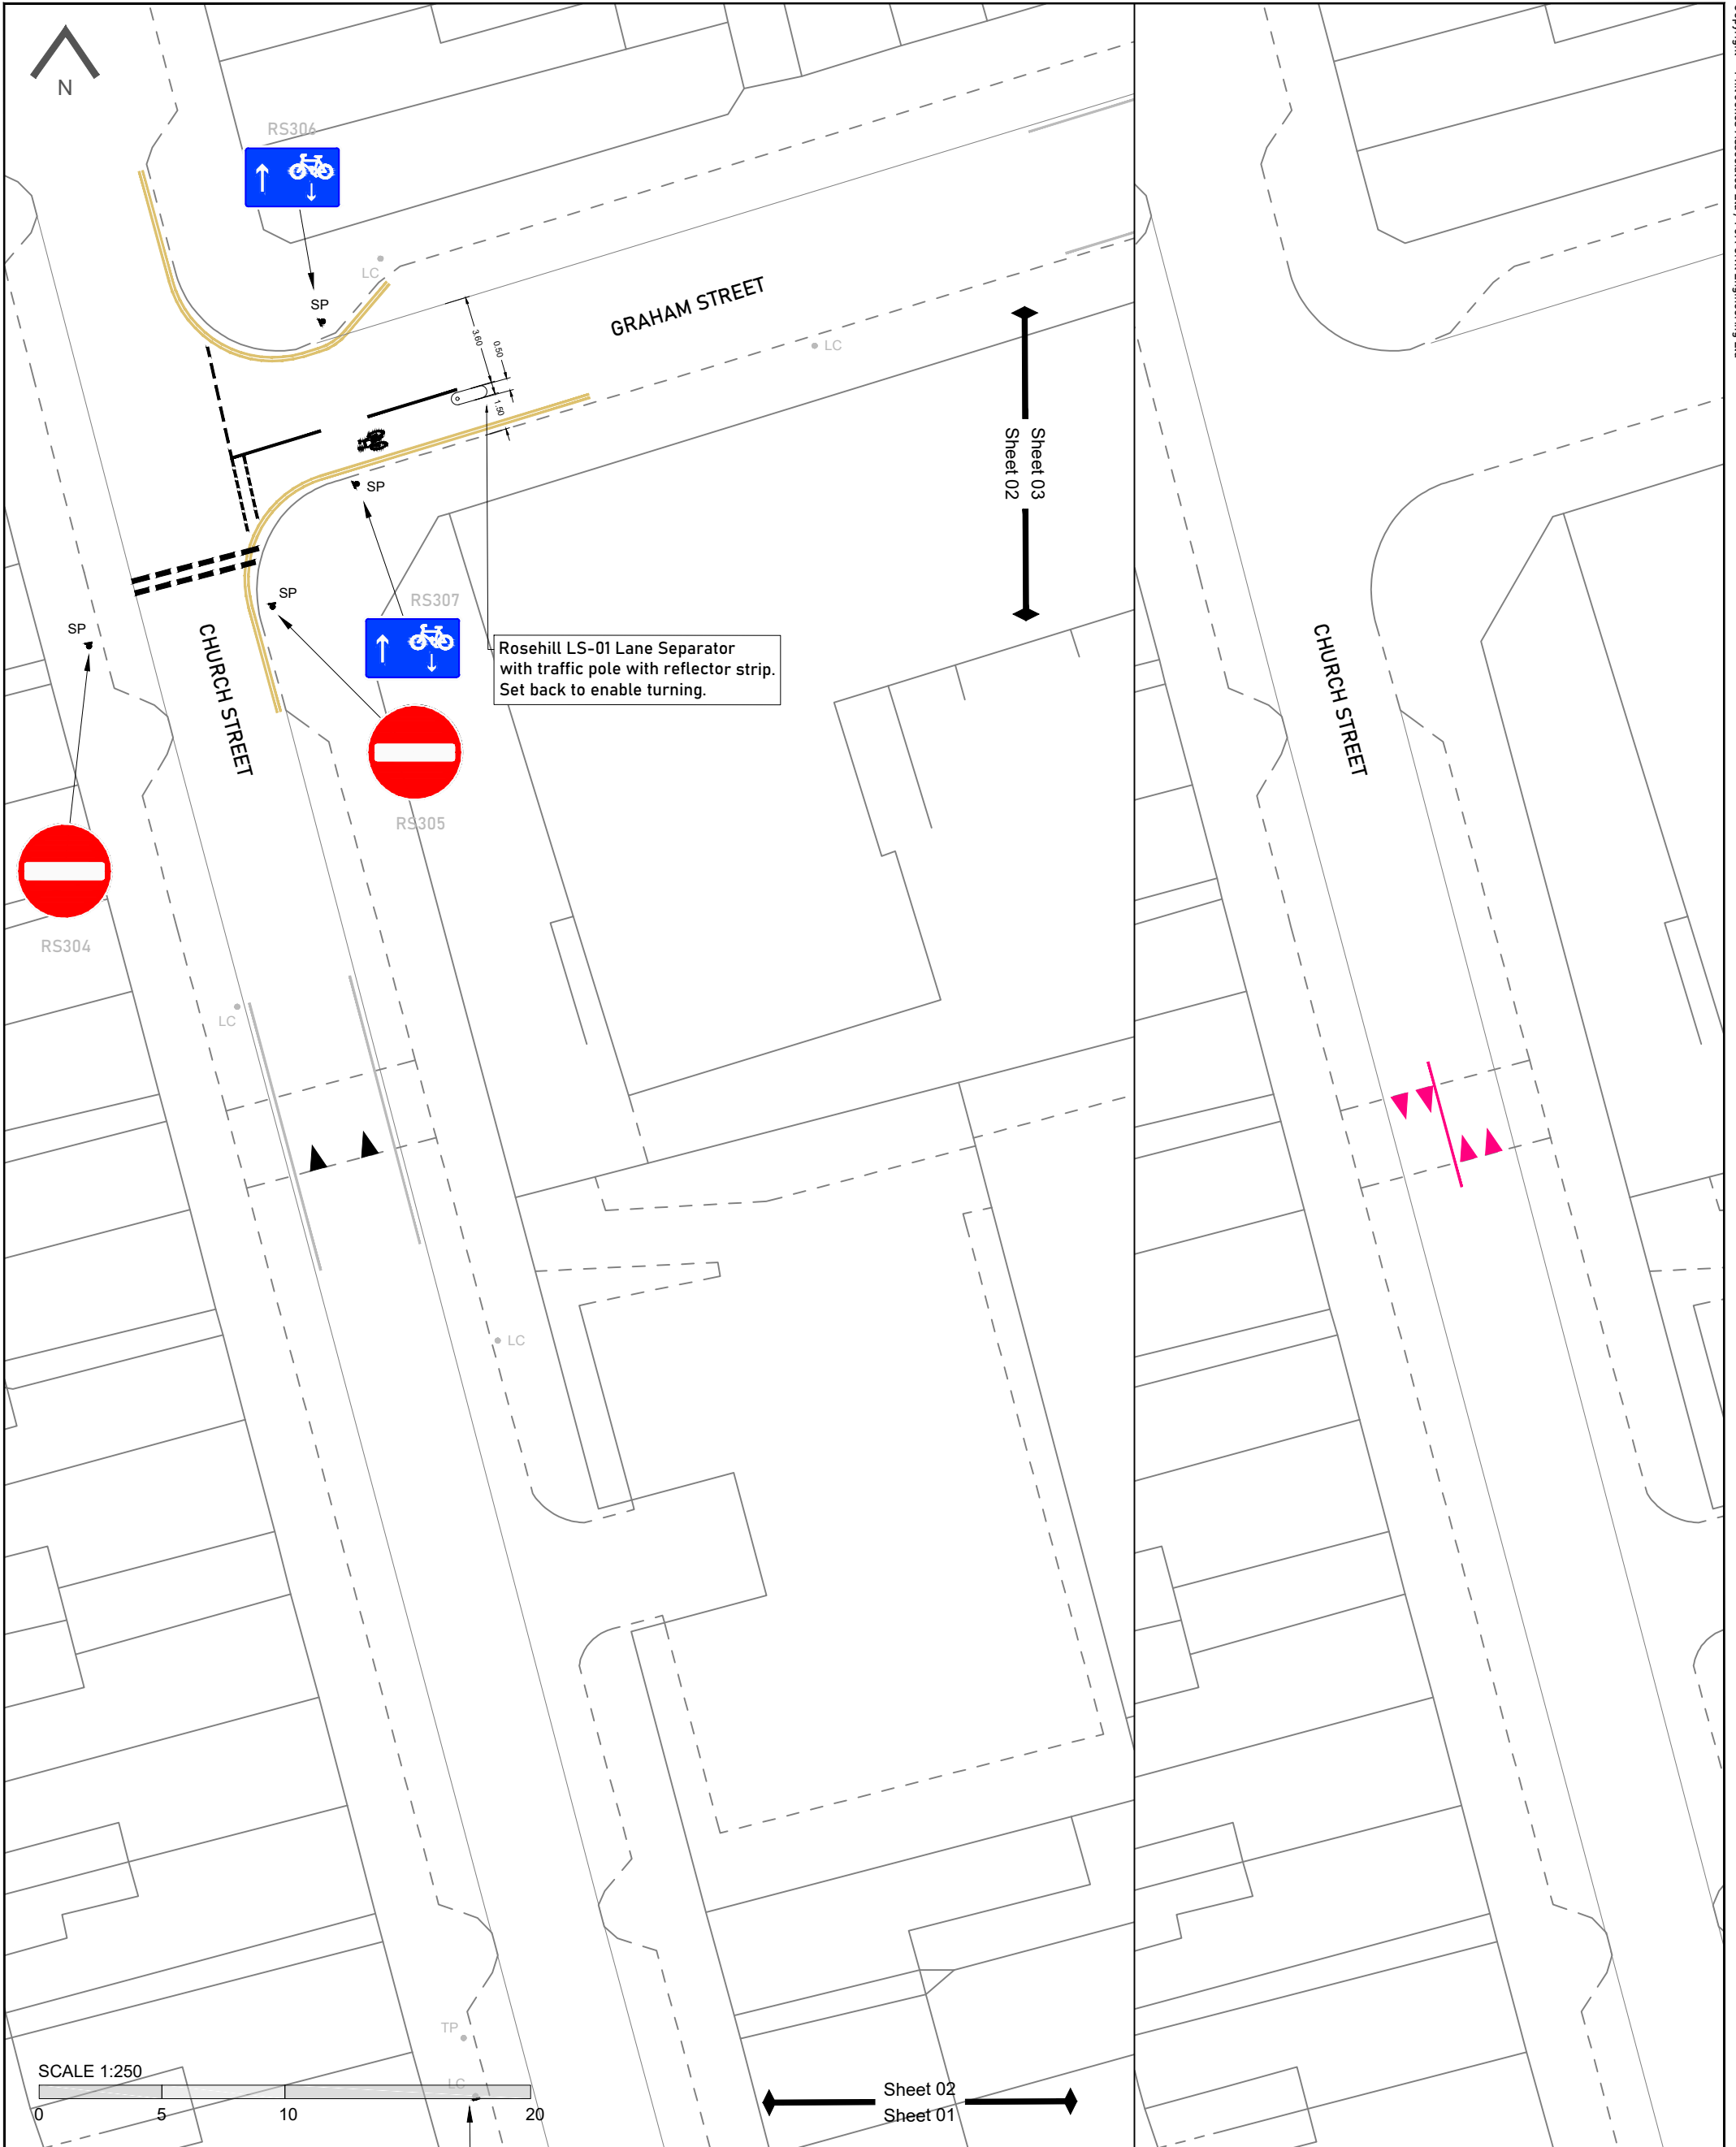 N
RS306
LC
SP
GRAHAM STREET
3.60
0.50
1.50
LC
Sheet 03
Sheet 02
SP
SP
RS307
SP
CHURCH STREET
Rosehill LS-01 Lane Separator
with traffic pole with reflector strip.
Set back to enable turning.
CHURCH STREET
RS305
RS304
LC
LC
TP
LC
SCALE 1:250
0
5
10
20
Sheet 02
Sheet 01